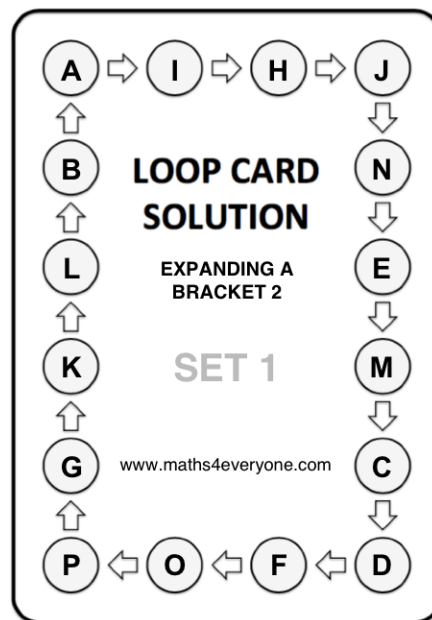 A I H J
B LOOP CARD N
SOLUTION
L EXPANDING A E
BRACKET 2
K SET 1 M
G www.maths4everyone.com C
P O F D